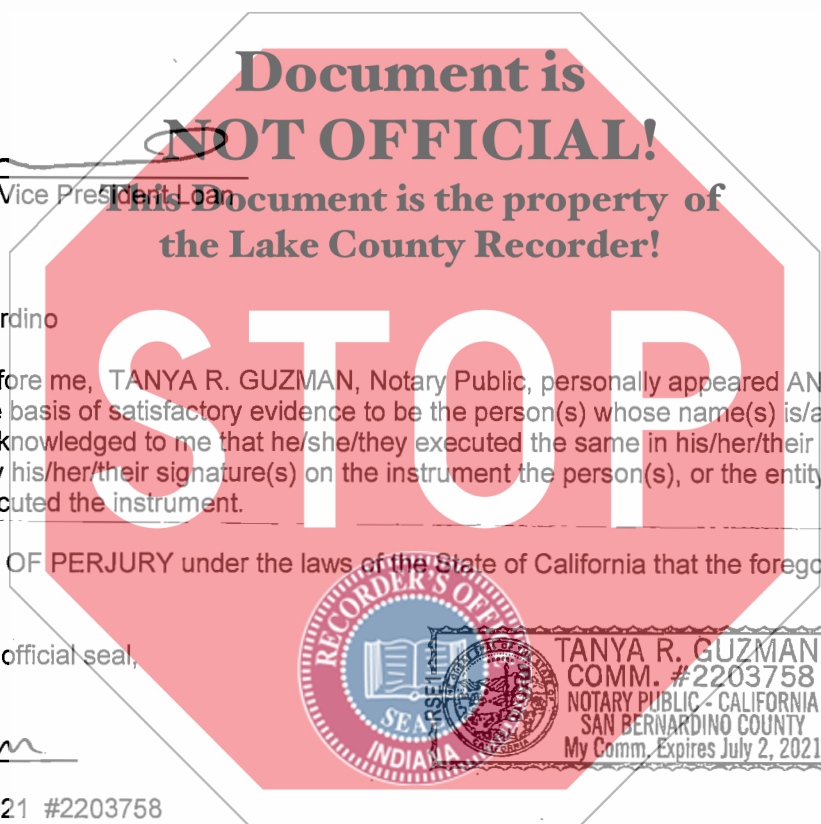 Document is
NOT OFFICIAL!
Vice President Loan
This Document is the property of
the Lake County Recorder!
rdino
STOP
fore me, TANYA R. GUZMAN, Notary Public, personally appeared AN
e basis of satisfactory evidence to be the person(s) whose name(s) is/a
knowledged to me that he/she/they executed the same in his/her/their
y his/her/their signature(s) on the instrument the person(s), or the entity
cuted the instrument.
OF PERJURY under the laws of the State of California that the forego
official seal,
RECORDER'S OFFICE
SEAL
INDIANA
TANYA R. GUZMAN
COMM. #2203758
NOTARY PUBLIC - CALIFORNIA
SAN BERNARDINO COUNTY
My Comm. Expires July 2, 2021
21 #2203758